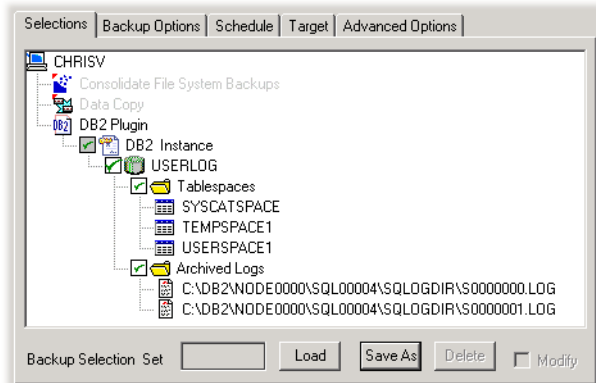 Selections Backup Options Schedule Target Advanced Options
CHRISV
Consolidate File System Backups
Data Copy
DB2 DB2 Plugin
DB2 Instance
USERLOG
Tablespaces
SYSCATSPACE
TEMPSPACE1
USERSPACE1
Archived Logs
C:\DB2\NODE0000\SQL00004\SQLOGDIR\S0000000.LOG
C:\DB2\NODE0000\SQL00004\SQLOGDIR\S0000001.LOG
Backup Selection Set Load Save As Delete Modify